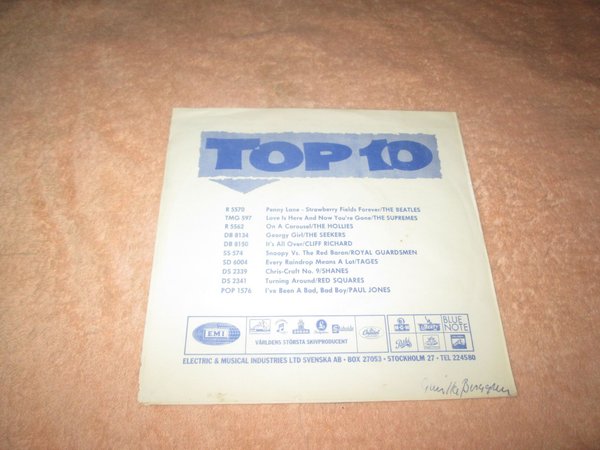 TOP 10
R 5570 Penny Lane - Strawberry Fields Forever/THE BEATLES
TMG 597 Love Is Here And Now You're Gone/THE SUPREMES
R 5562 On A Carousel/THE HOLLIES
DB 8134 Georgy Girl/THE SEEKERS
DB 8150 It's All Over/CLIFF RICHARD
SS 574 Snoopy Vs. The Red Baron/ROYAL GUARDSMEN
SD 6004 Every Raindrop Means A Lot/TAGES
DS 2339 Chris-Craft No. 9/SHANES
DS 2341 Turning Around/RED SQUARES
POP 1576 I've Been A Bad, Bad Boy/PAUL JONES
EMI
Capitol
MGM
BLUE NOTE
VÄRLDENS STÖRSTA SKIVPRODUCENT
ELECTRIC & MUSICAL INDUSTRIES LTD SVENSKA AB • BOX 27053 • STOCKHOLM 27 • TEL 224580